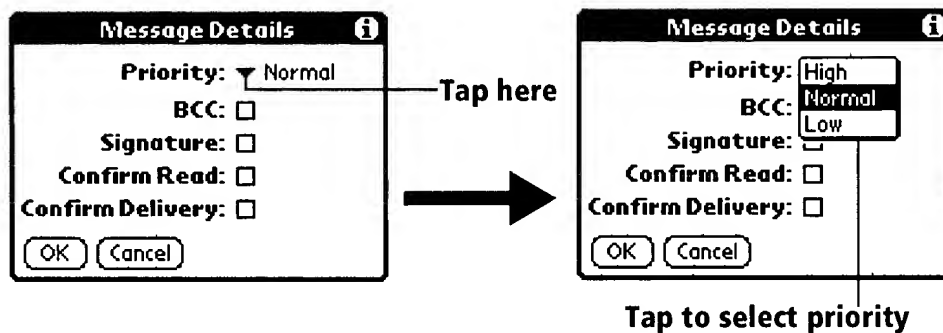 Message Details i
Priority: Normal
BCC:
Signature:
Confirm Read:
Confirm Delivery:
OK Cancel
Tap here
Message Details i
Priority: High
Normal
Low
BCC:
Signature:
Confirm Read:
Confirm Delivery:
OK Cancel
Tap to select priority